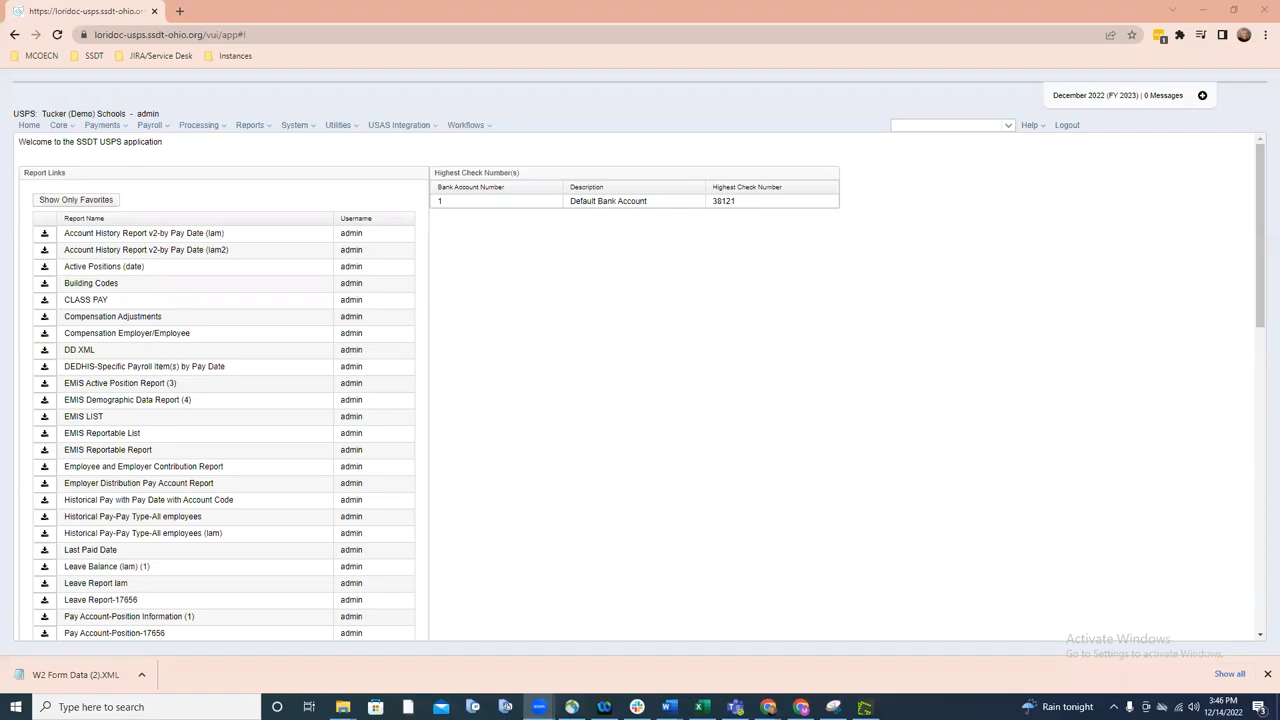 https://loridoc-usps.ssdt-ohio.or
loridoc-usps.ssdt-ohio.org/vui/app#!
1
MCOECN
SSDT
JIRA/Service Desk
Instances
December 2022 (FY 2023) | 0 Messages
USPS: Tucker (Demo) Schools - admin
Home Core Payments Payroll Processing Reports System Utilities USAS Integration Workflows Help Logout
Welcome to the SSDT USPS application
Report Links
Highest Check Number(s)
Bank Account Number Description Highest Check Number
1 Default Bank Account 38121
Show Only Favorites
Report Name Username
Account History Report v2-by Pay Date (lam) admin
Account History Report v2-by Pay Date (lam2) admin
Active Positions (date) admin
Building Codes admin
CLASS PAY admin
Compensation Adjustments admin
Compensation Employer/Employee admin
DD XML admin
DEDHIS-Specific Payroll Item(s) by Pay Date admin
EMIS Active Position Report (3) admin
EMIS Demographic Data Report (4) admin
EMIS LIST admin
EMIS Reportable List admin
EMIS Reportable Report admin
Employee and Employer Contribution Report admin
Employer Distribution Pay Account Report admin
Historical Pay with Pay Date with Account Code admin
Historical Pay-Pay Type-All employees admin
Historical Pay-Pay Type-All employees (lam) admin
Last Paid Date admin
Leave Balance (lam) (1) admin
Leave Report lam admin
Leave Report-17656 admin
Pay Account-Position Information (1) admin
Pay Account-Position-17656 admin
Activate Windows
Go to Settings to activate Windows.
W2 Form Data (2).XML
Show all
Type here to search
Rain tonight
3:46 PM
12/14/2022